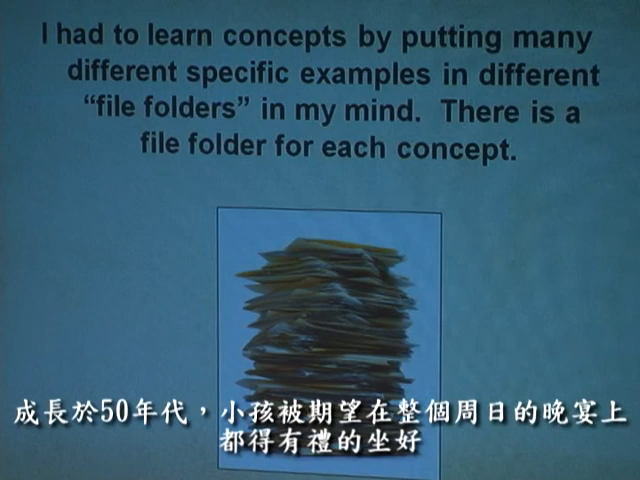 I had to learn concepts by putting many
different specific examples in different
“file folders” in my mind.  There is a
file folder for each concept.
成長於50年代，小孩被期望在整個周日的晚宴上
都得有禮的坐好